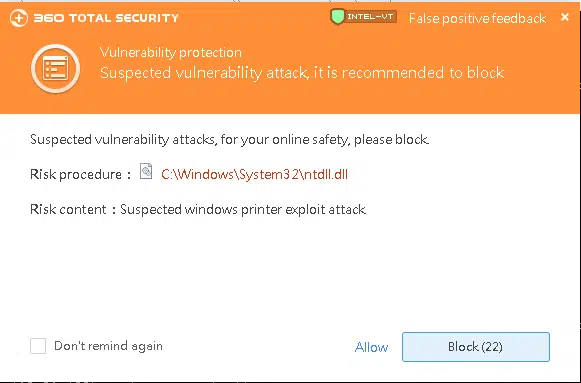 360 TOTAL SECURITY INTEL-VT False positive feedback ×
Vulnerability protection
Suspected vulnerability attack, it is recommended to block
Suspected vulnerability attacks, for your online safety, please block.
Risk procedure : C:\Windows\System32\ntdll.dll
Risk content : Suspected windows printer exploit attack
Don't remind again Allow Block (22)